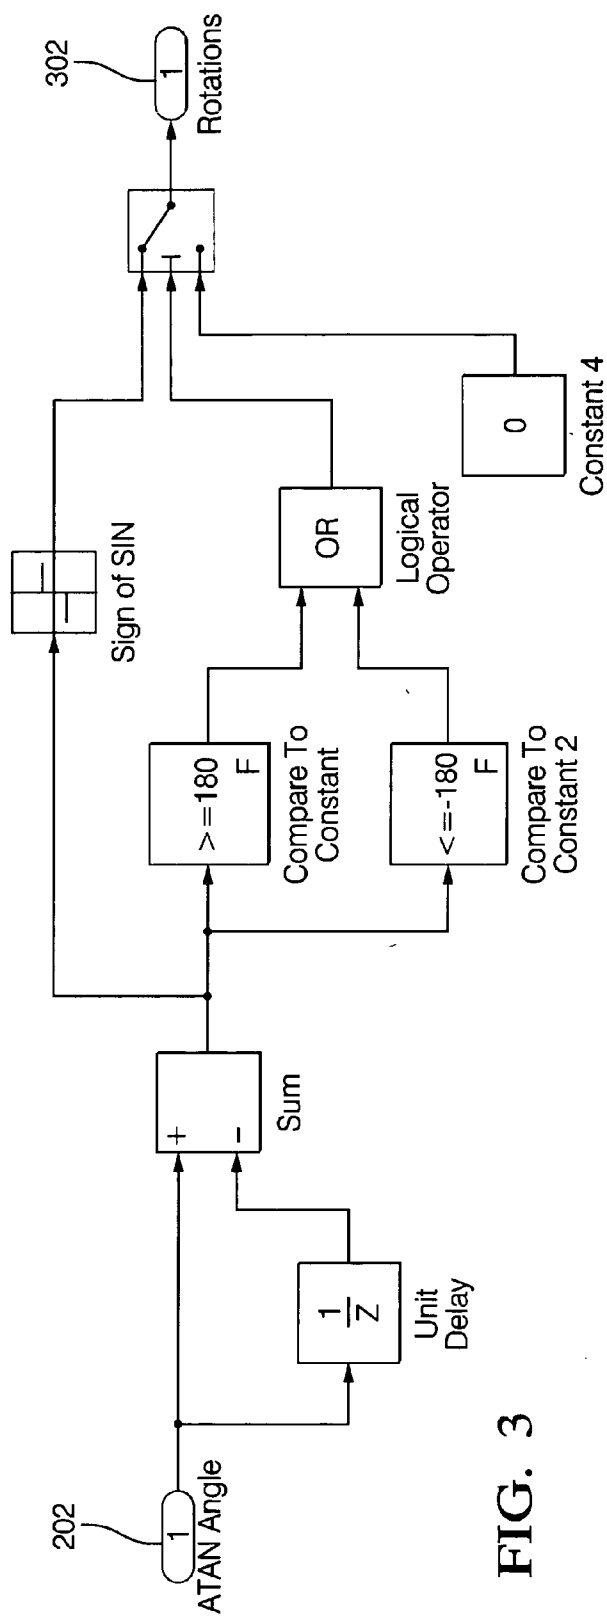 202
1
ATAN Angle
1
Z
Unit
Delay
+
−
Sum
Sign of SIN
>=180
F
Compare To
Constant
<=-180
F
Compare To
Constant 2
OR
Logical
Operator
0
Constant 4
302
1
Rotations
FIG. 3